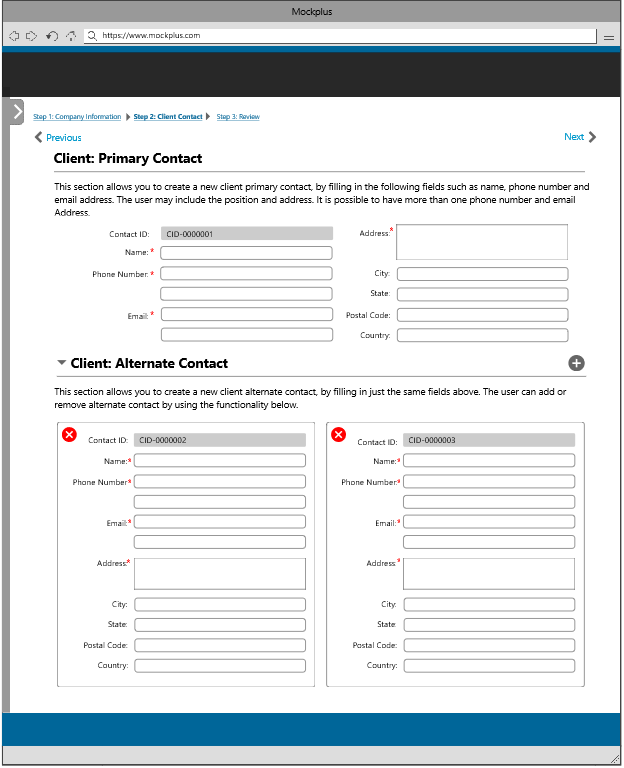 Mockplus
https://www.mockplus.com
Step 1: Company Information Step 2: Client Contact Step 3: Review
Previous Next
Client: Primary Contact
This section allows you to create a new client primary contact, by filling in the following fields such as name, phone number and
email address. The user may include the position and address. It is possible to have more than one phone number and email
Address.
Contact ID: CID-0000001
Name: *
Phone Number: *
Email: *
Address:*
City:
State:
Postal Code:
Country:
Client: Alternate Contact
This section allows you to create a new client alternate contact, by filling in just the same fields above. The user can add or
remove alternate contact by using the functionality below.
Contact ID: CID-0000002
Name:*
Phone Number*
Email:*
Address:*
City:
State:
Postal Code:
Country:
Contact ID: CID-0000003
Name:*
Phone Number:*
Email:*
Address:*
City:
State:
Postal Code:
Country: